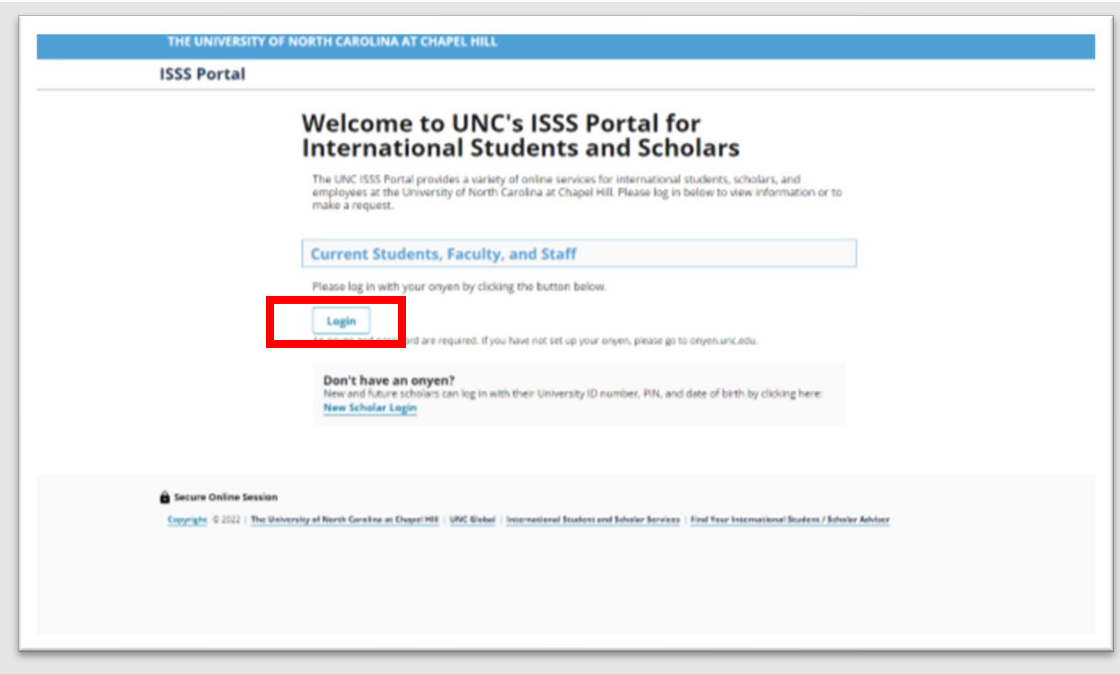 THE UNIVERSITY OF NORTH CAROLINA AT CHAPEL HILL
ISSS Portal
Welcome to UNC's ISSS Portal for
International Students and Scholars
The UNC ISSS Portal provides a variety of online services for international students, scholars, and
employees at the University of North Carolina at Chapel Hill. Please log in below to view information or to
make a request.
Current Students, Faculty, and Staff
Please log in with your onyen by clicking the button below.
Login
are required. If you have not set up your onyen, please go to onyen.unc.edu.
Don't have an onyen?
New and future scholars can log in with their University ID number, PIN, and date of birth by clicking here:
New Scholar Login
Secure Online Session
Copyright © 2022 | The University of North Carolina at Chapel Hill | UNC Global | International Student and Scholar Services | Find Your International Student / Scholar Adviser